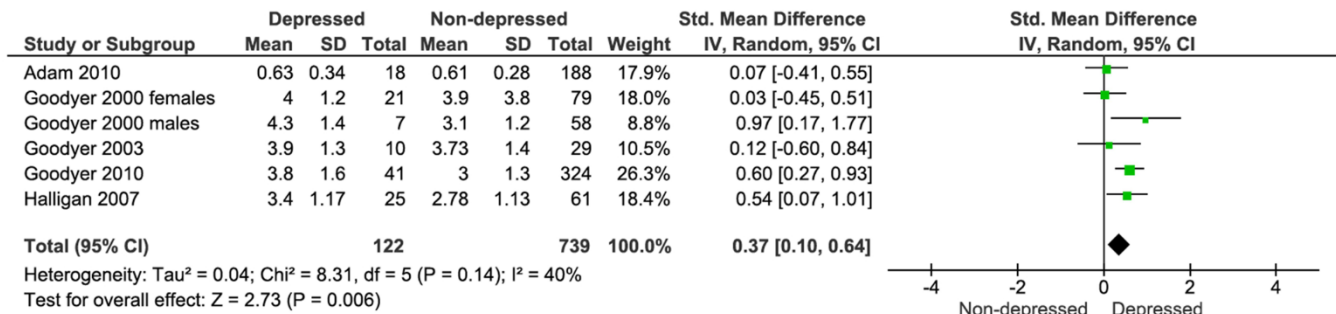 Depressed Non-depressed Std. Mean Difference Std. Mean Difference
Study or Subgroup Mean SD Total Mean SD Total Weight IV, Random, 95% CI IV, Random, 95% CI
Adam 2010 0.63 0.34 18 0.61 0.28 188 17.9% 0.07 [-0.41, 0.55]
Goodyer 2000 females 4 1.2 21 3.9 3.8 79 18.0% 0.03 [-0.45, 0.51]
Goodyer 2000 males 4.3 1.4 7 3.1 1.2 58 8.8% 0.97 [0.17, 1.77]
Goodyer 2003 3.9 1.3 10 3.73 1.4 29 10.5% 0.12 [-0.60, 0.84]
Goodyer 2010 3.8 1.6 41 3 1.3 324 26.3% 0.60 [0.27, 0.93]
Halligan 2007 3.4 1.17 25 2.78 1.13 61 18.4% 0.54 [0.07, 1.01]
Total (95% CI) 122 739 100.0% 0.37 [0.10, 0.64]
Heterogeneity: Tau² = 0.04; Chi² = 8.31, df = 5 (P = 0.14); I² = 40%
Test for overall effect: Z = 2.73 (P = 0.006)
-4 -2 0 2 4
Non-depressed Depressed